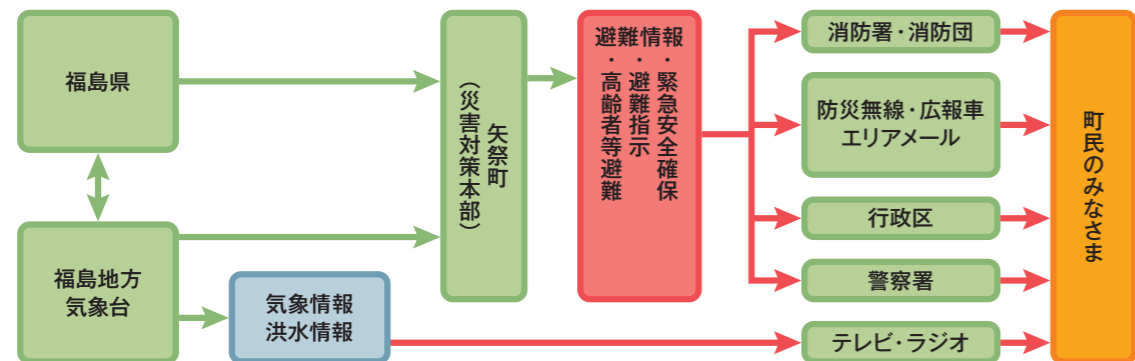 福島県
福島地方
気象台
気象情報
洪水情報
矢祭町
（災害対策本部）
避難情報
・緊急安全確保
・避難指示
・高齢者等避難
消防署・消防団
防災無線・広報車
エリアメール
行政区
警察署
テレビ・ラジオ
町民のみなさま